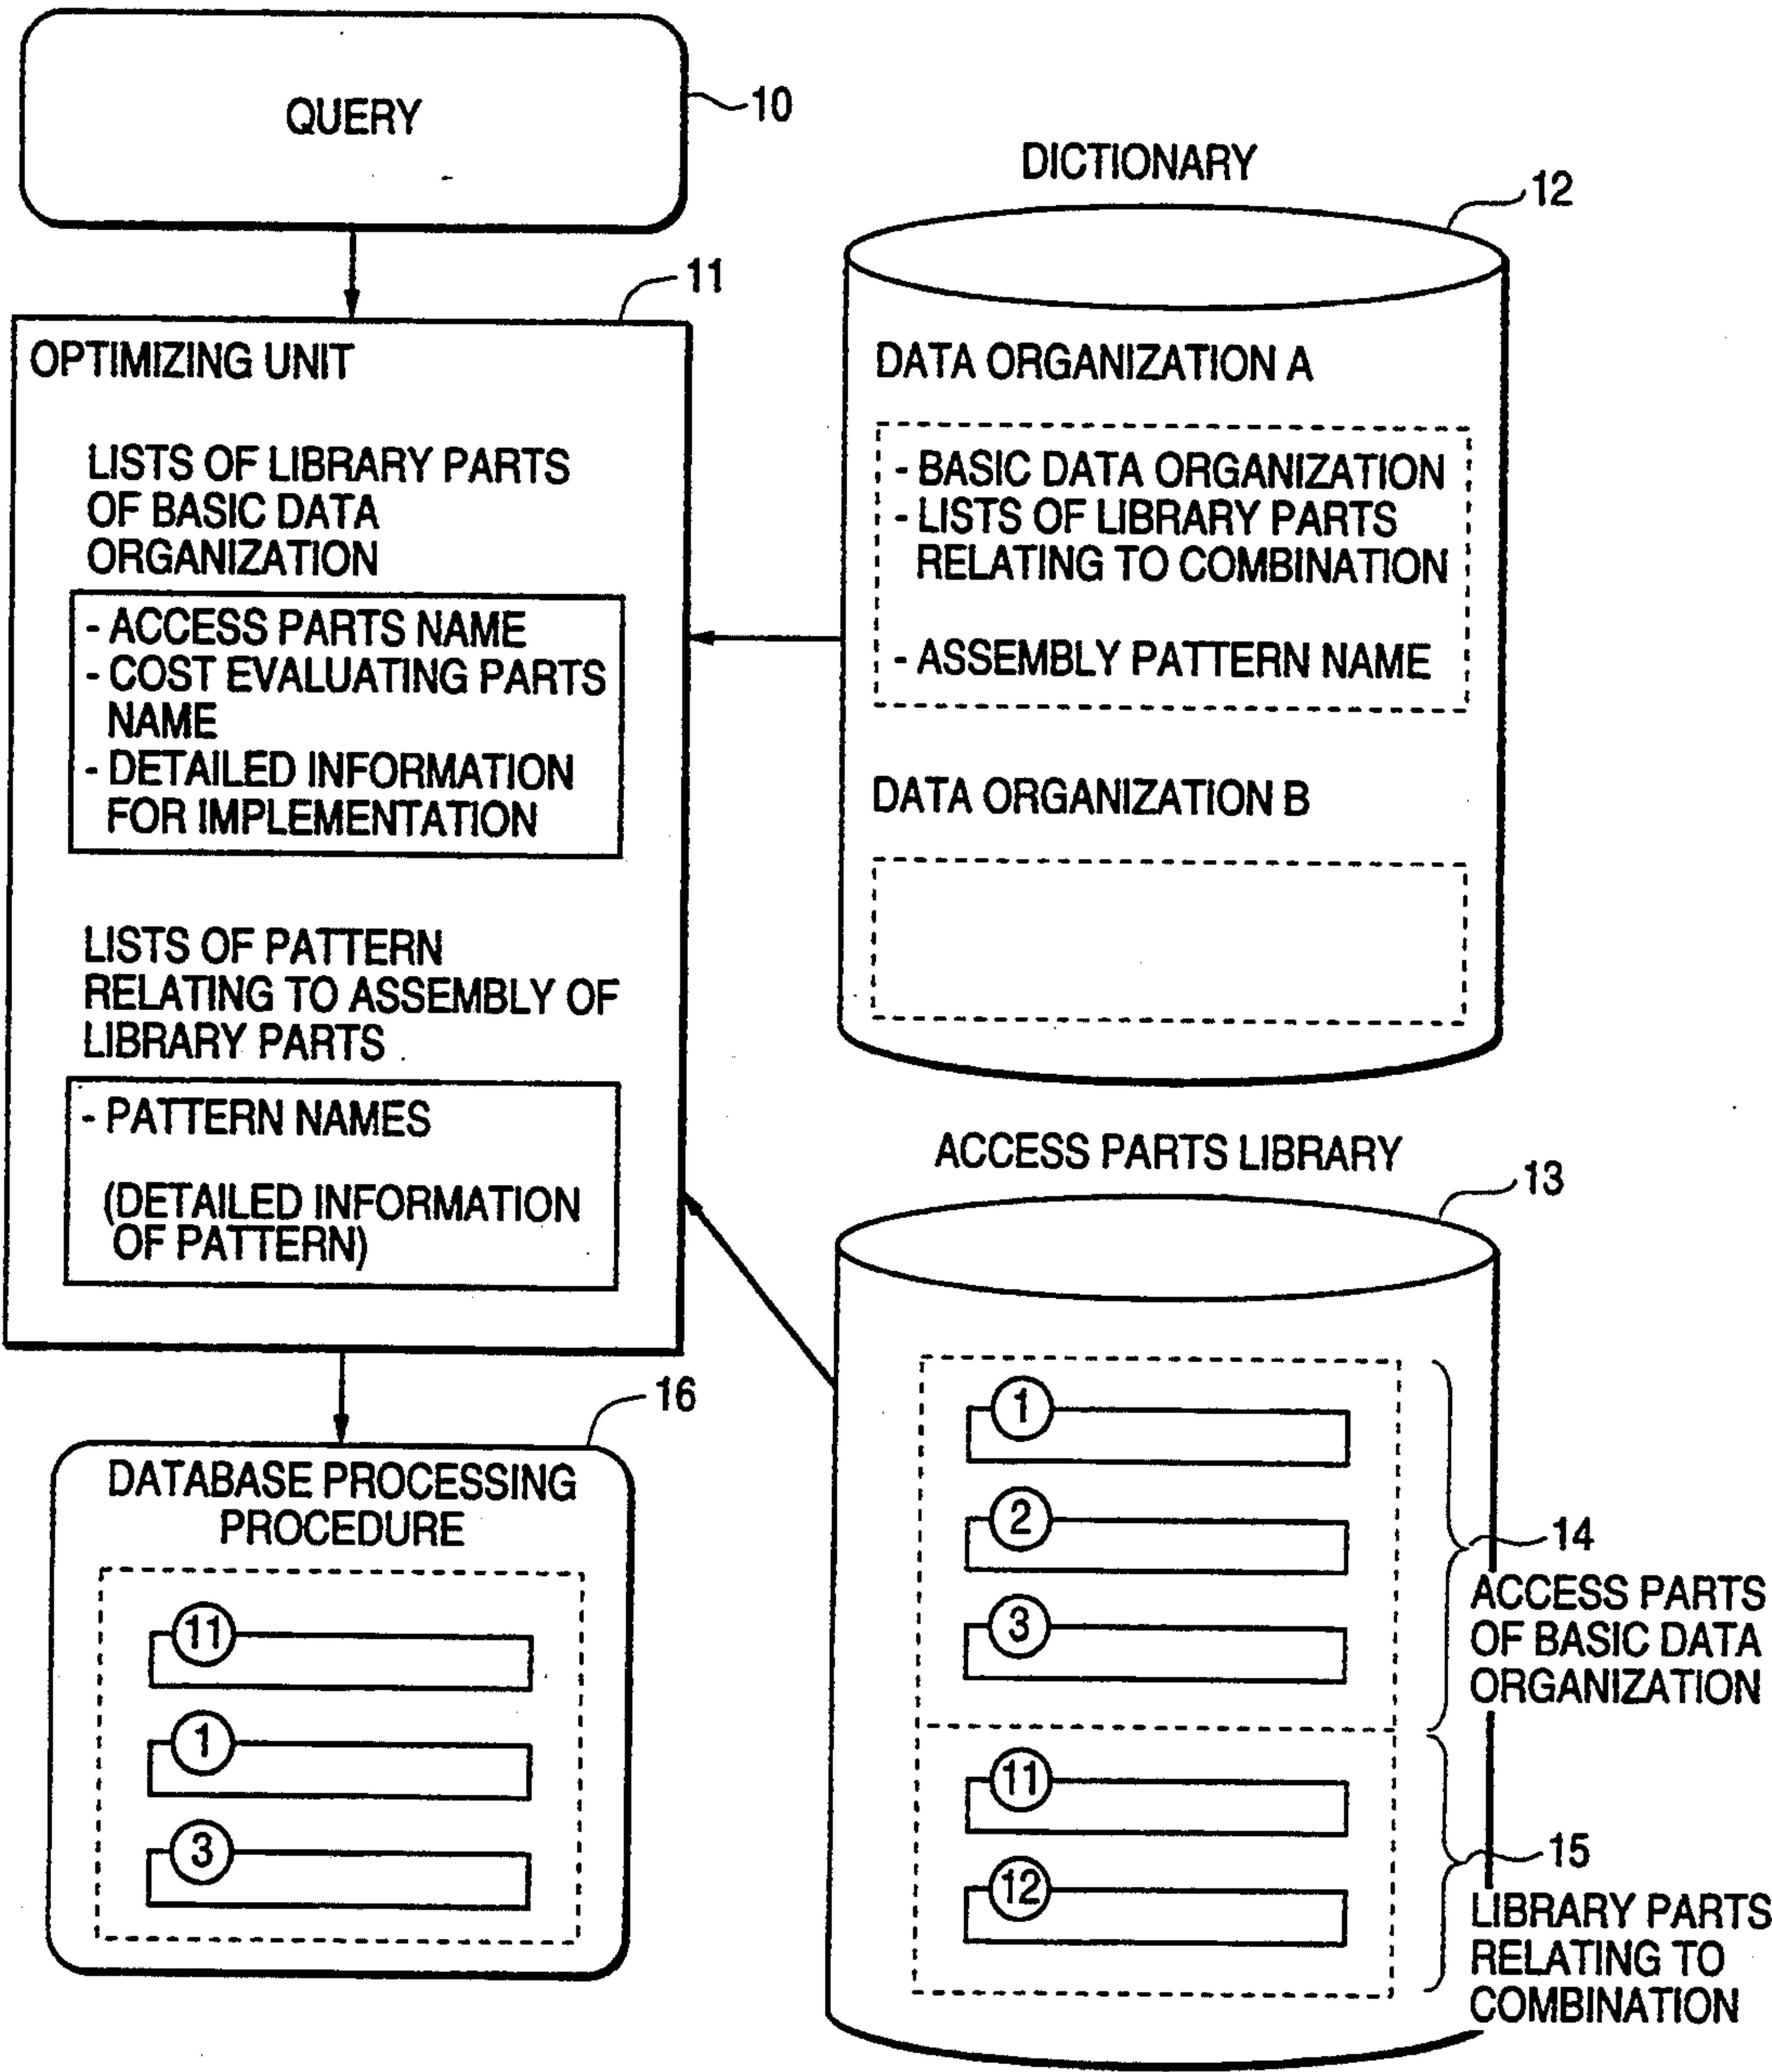 QUERY
10
11
OPTIMIZING UNIT
LISTS OF LIBRARY PARTS
OF BASIC DATA
ORGANIZATION
- ACCESS PARTS NAME
- COST EVALUATING PARTS
NAME
- DETAILED INFORMATION
FOR IMPLEMENTATION
LISTS OF PATTERN
RELATING TO ASSEMBLY OF
LIBRARY PARTS
- PATTERN NAMES
(DETAILED INFORMATION
OF PATTERN)
16
DATABASE PROCESSING
PROCEDURE
11
1
3
DICTIONARY
12
DATA ORGANIZATION A
- BASIC DATA ORGANIZATION
- LISTS OF LIBRARY PARTS
RELATING TO COMBINATION
- ASSEMBLY PATTERN NAME
DATA ORGANIZATION B
ACCESS PARTS LIBRARY
13
1
2
3
14
ACCESS PARTS
OF BASIC DATA
ORGANIZATION
11
12
15
LIBRARY PARTS
RELATING TO
COMBINATION